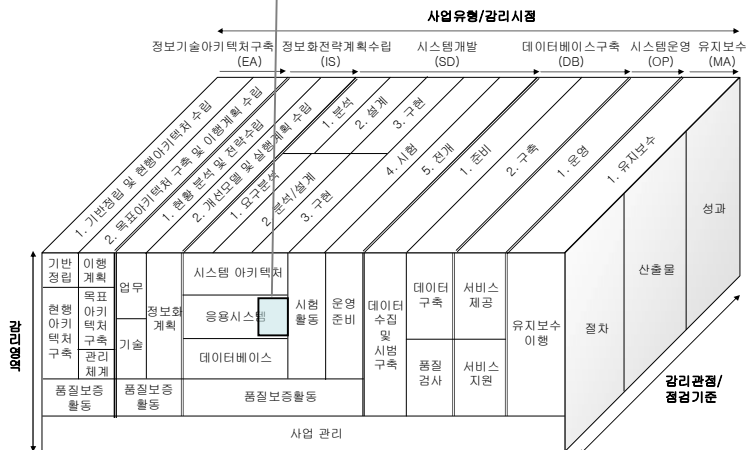 사업유형/감리시점
정보기술아키텍처구축
(EA)
정보화전략계획수립
(IS)
시스템개발
(SD)
데이터베이스구축
(DB)
시스템운영
(OP)
유지보수
(MA)
1. 기반정립 및 현행아키텍처 수립
2. 목표아키텍처 구축 및 이행계획 수립
1. 현황 분석 및 전략수립
2. 개선모델 및 실행계획 수립
1. 분석
2. 설계
3. 구현
1. 요구분석
2. 분석/설계
3. 구현
4. 시험
5. 전개
1. 준비
2. 구축
1. 운영
1. 유지보수
감리영역
기반
정립
이행
계획
현행
아키
텍처
구축
목표
아키
텍처
구축
관리
체계
품질보증
활동
업무
기술
정보화
계획
품질보증
활동
시스템 아키텍처
응용시스템
데이터베이스
시험
활동
운영
준비
품질보증활동
데이터
수집
및
시범
구축
데이터
구축
품질
검사
서비스
제공
서비스
지원
유지보수
이행
사업 관리
절차
산출물
성과
감리관점/
점검기준